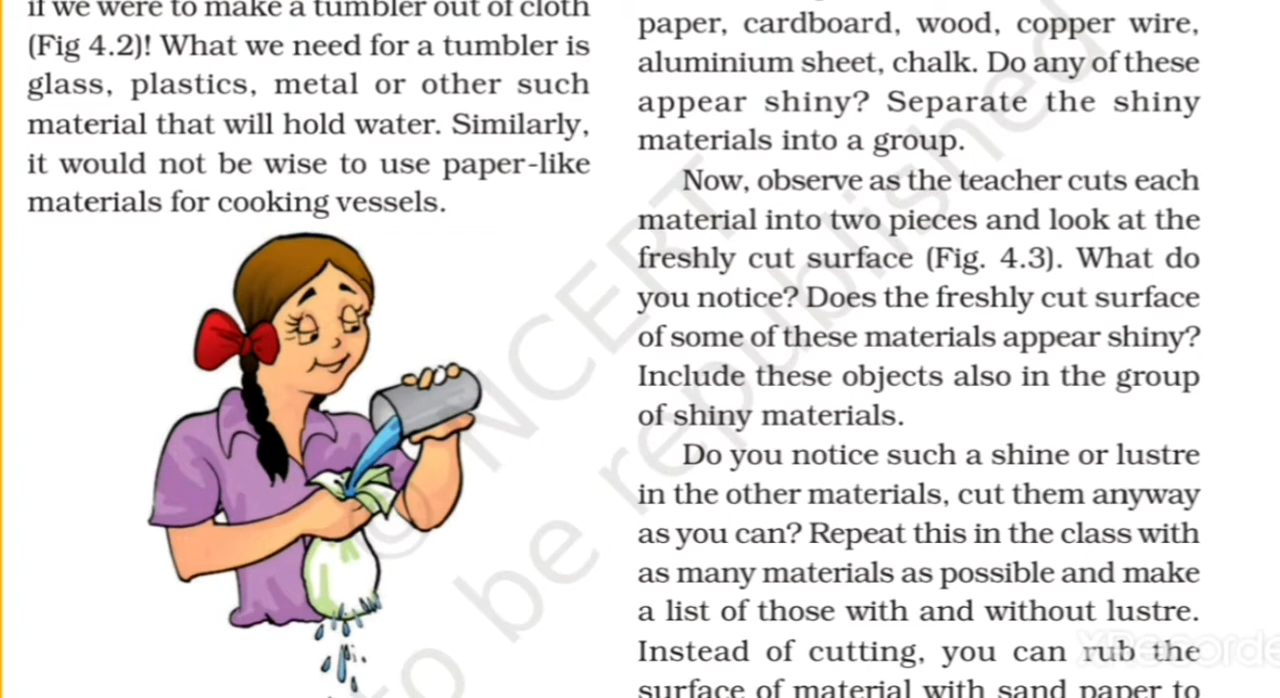 if we were to make a tumbler out of cloth
(Fig 4.2)! What we need for a tumbler is
glass, plastics, metal or other such
material that will hold water. Similarly,
it would not be wise to use paper-like
materials for cooking vessels.
paper, cardboard, wood, copper wire,
aluminium sheet, chalk. Do any of these
appear shiny? Separate the shiny
materials into a group.
Now, observe as the teacher cuts each
material into two pieces and look at the
freshly cut surface (Fig. 4.3). What do
you notice? Does the freshly cut surface
of some of these materials appear shiny?
Include these objects also in the group
of shiny materials.
Do you notice such a shine or lustre
in the other materials, cut them anyway
as you can? Repeat this in the class with
as many materials as possible and make
a list of those with and without lustre.
Instead of cutting, you can rub the
surface of material with sand paper to
© NCERT
to be republished
XRecorder